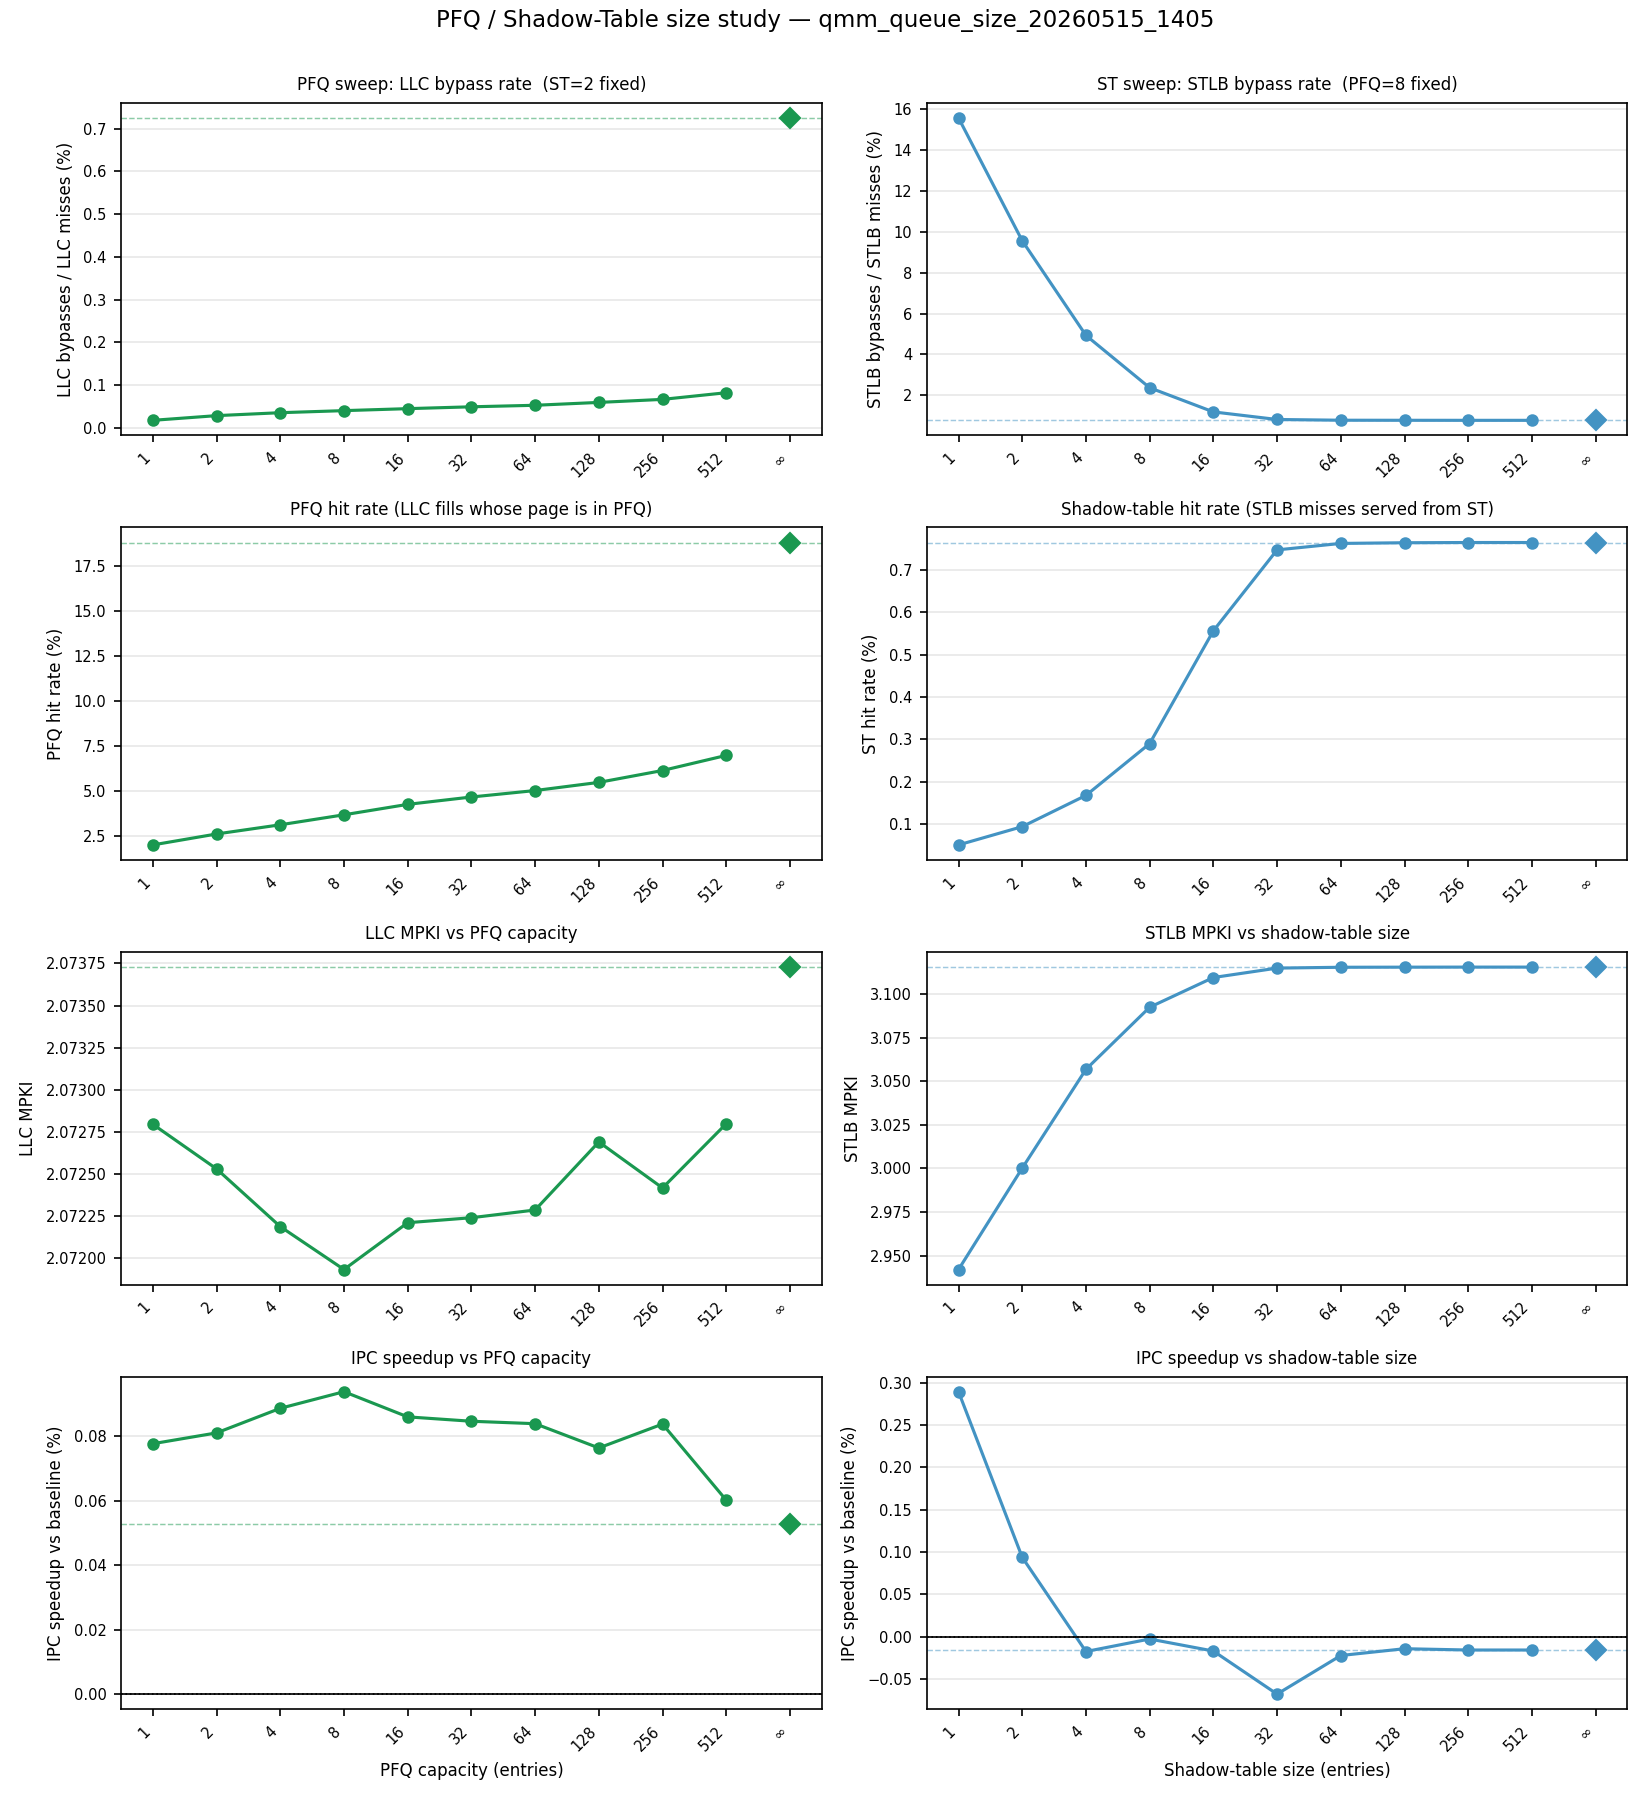 PFQ / Shadow-Table size study — qmm_queue_size_20260515_1405
PFQ sweep: LLC bypass rate  (ST=2 fixed)
LLC bypasses / LLC misses (%)
0.7
0.6
0.5
0.4
0.3
0.2
0.1
0.0
1 2 4 8 16 32 64 128 256 512 ∞
ST sweep: STLB bypass rate  (PFQ=8 fixed)
STLB bypasses / STLB misses (%)
16
14
12
10
8
6
4
2
1 2 4 8 16 32 64 128 256 512 ∞
PFQ hit rate (LLC fills whose page is in PFQ)
PFQ hit rate (%)
17.5
15.0
12.5
10.0
7.5
5.0
2.5
1 2 4 8 16 32 64 128 256 512 ∞
Shadow-table hit rate (STLB misses served from ST)
ST hit rate (%)
0.7
0.6
0.5
0.4
0.3
0.2
0.1
1 2 4 8 16 32 64 128 256 512 ∞
LLC MPKI vs PFQ capacity
LLC MPKI
2.07375
2.07350
2.07325
2.07300
2.07275
2.07250
2.07225
2.07200
1 2 4 8 16 32 64 128 256 512 ∞
STLB MPKI vs shadow-table size
STLB MPKI
3.100
3.075
3.050
3.025
3.000
2.975
2.950
1 2 4 8 16 32 64 128 256 512 ∞
IPC speedup vs PFQ capacity
IPC speedup vs baseline (%)
0.08
0.06
0.04
0.02
0.00
1 2 4 8 16 32 64 128 256 512 ∞
PFQ capacity (entries)
IPC speedup vs shadow-table size
IPC speedup vs baseline (%)
0.30
0.25
0.20
0.15
0.10
0.05
0.00
−0.05
1 2 4 8 16 32 64 128 256 512 ∞
Shadow-table size (entries)